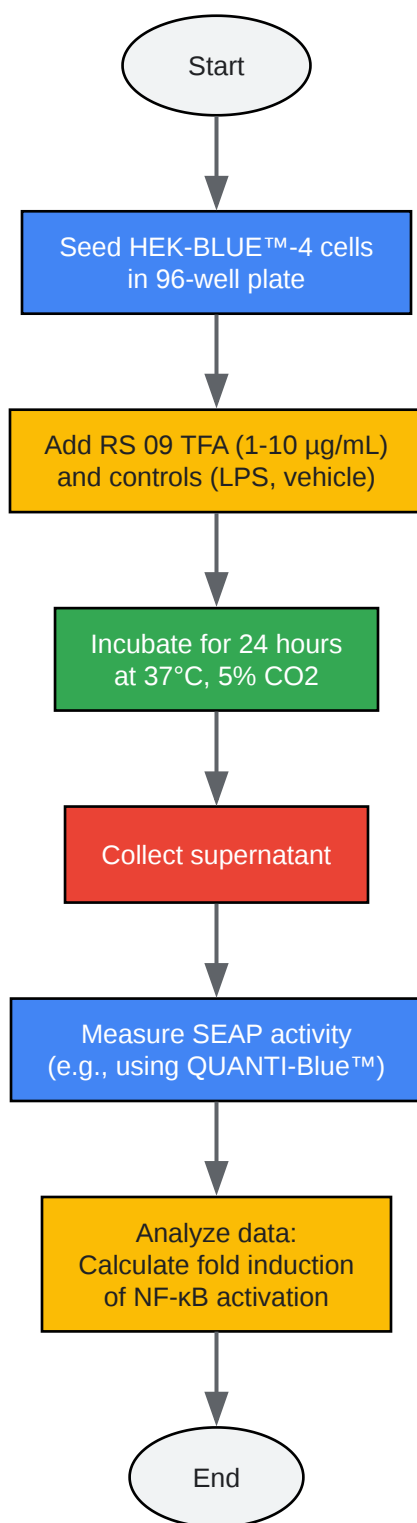 Start
Seed HEK-BLUE™-4 cells
in 96-well plate
Add RS 09 TFA (1-10 µg/mL)
and controls (LPS, vehicle)
Incubate for 24 hours
at 37°C, 5% CO2
Collect supernatant
Measure SEAP activity
(e.g., using QUANTI-Blue™)
Analyze data:
Calculate fold induction
of NF-κB activation
End